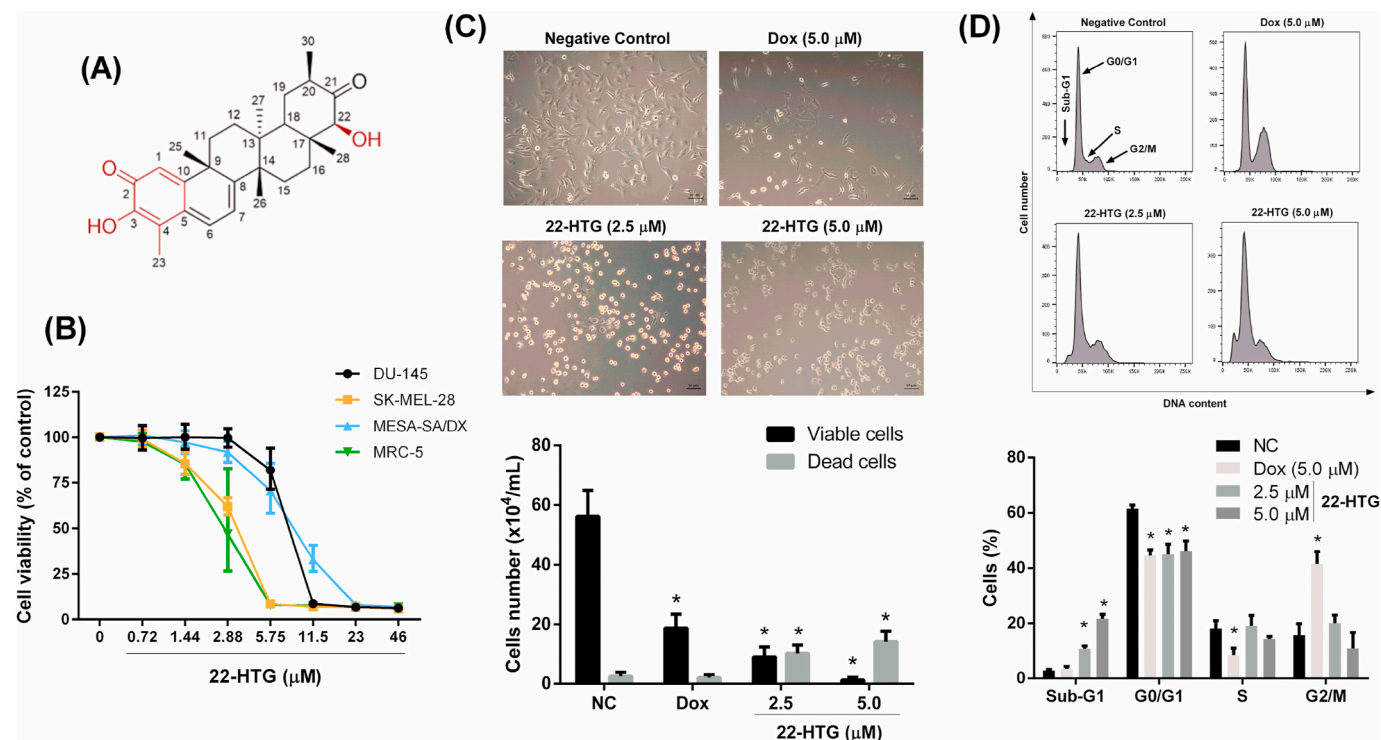 (A)
30
21
O
19
20
27
12
22
OH
18
11
13
17
25
28
1
9
14
16
O
10
8
15
2
26
3
5
7
HO
4
6
23
(B)
Cell viability (% of control)
125
100
75
50
25
0
0 0.72 1.44 2.88 5.75 11.5 23 46
22-HTG (μM)
DU-145
SK-MEL-28
MESA-SA/DX
MRC-5
(C)
Negative Control
Dox (5.0 μM)
22-HTG (2.5 μM)
22-HTG (5.0 μM)
Viable cells
Dead cells
Cells number (x10⁴/mL)
80
60
40
20
0
*
* *
* *
NC Dox 2.5 5.0
22-HTG (μM)
(D)
Negative Control
Dox (5.0 μM)
G0/G1
Sub-G1
S
G2/M
22-HTG (2.5 μM)
22-HTG (5.0 μM)
Cell number
DNA content
NC
Dox (5.0 μM)
2.5 μM
5.0 μM
22-HTG
Cells (%)
80
60
40
20
0
* *
* * *
*
*
Sub-G1 G0/G1 S G2/M